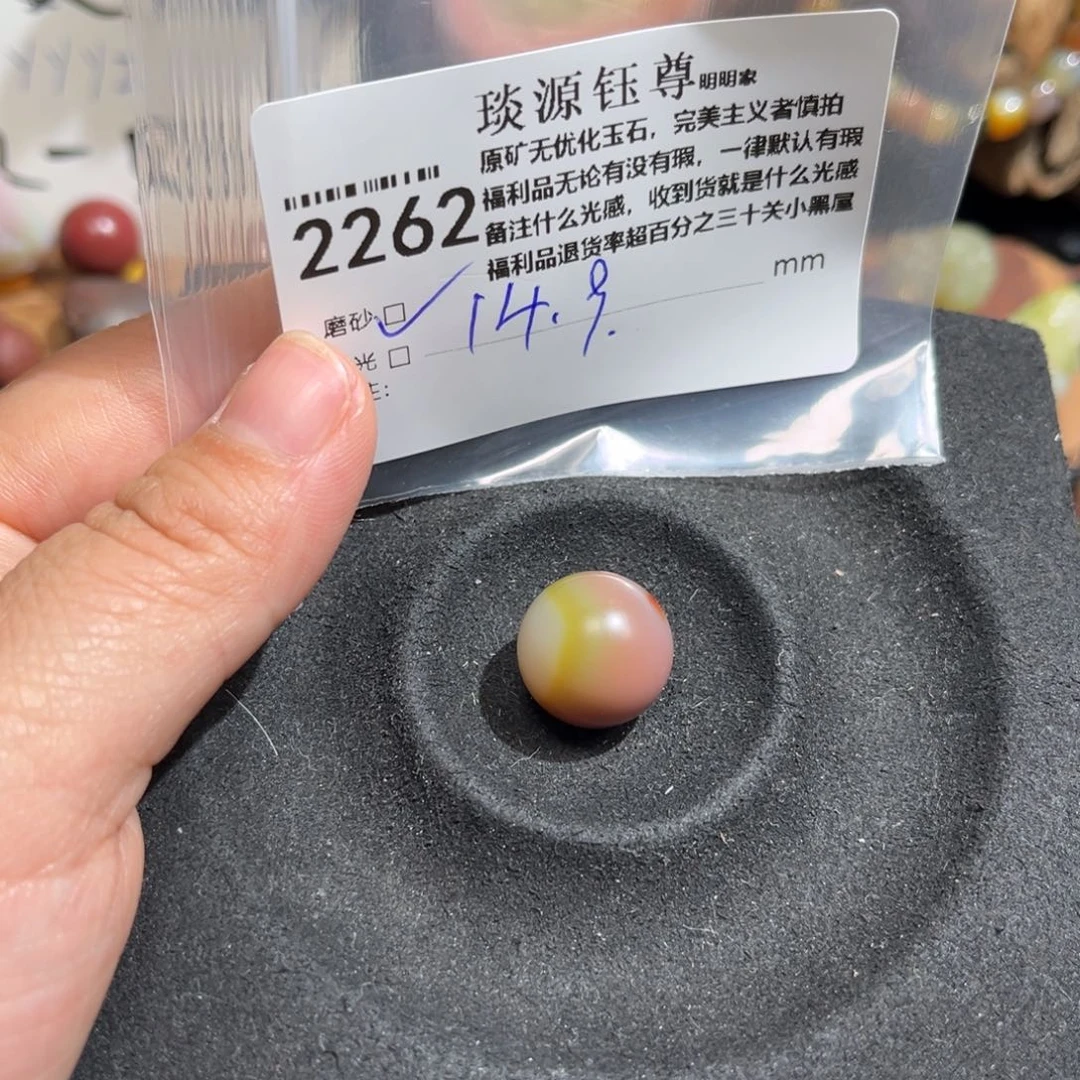 琰源钰尊明明家
原矿无优化玉石，完美主义者慎拍
福利品无论有没有瑕，一律默认有瑕
备注什么光感，收到货就是什么光感
福利品退货率超百分之三十关小黑屋
2262
磨砂:□ ✓ 14.9. mm
光 □